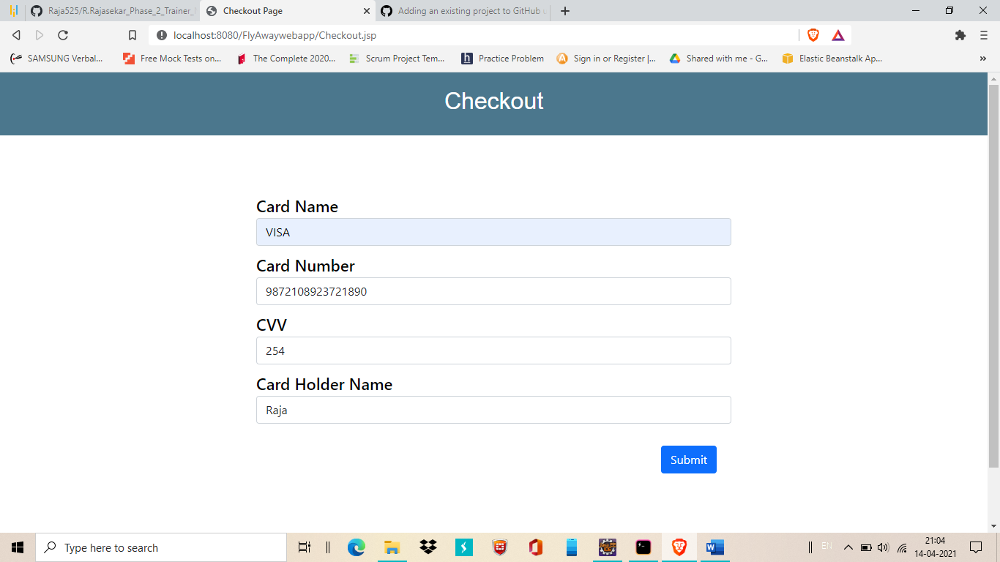 Raja525/R.Rajasekar_Phase_2_Trainer_
Checkout Page
Adding an existing project to GitHub
localhost:8080/FlyAwaywebapp/Checkout.jsp
SAMSUNG Verbal...
Free Mock Tests on...
The Complete 2020...
Scrum Project Tem...
Practice Problem
Sign in or Register |...
Shared with me - G...
Elastic Beanstalk Ap...
Checkout
Card Name
VISA
Card Number
9872108923721890
CVV
254
Card Holder Name
Raja
Submit
Type here to search
EN
21:04
14-04-2021